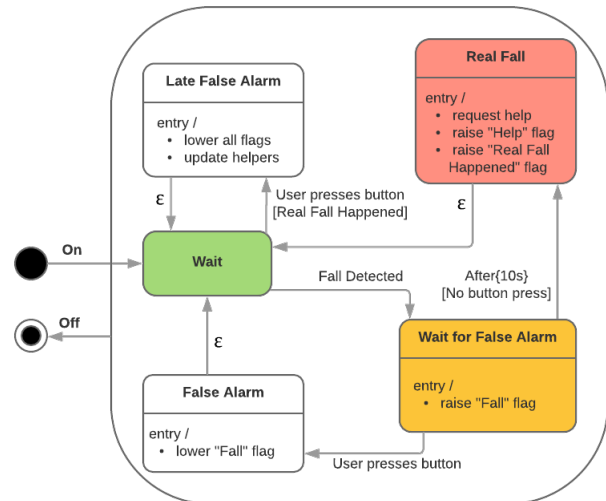 Late False Alarm
entry /
• lower all flags
• update helpers
Real Fall
entry /
• request help
• raise "Help" flag
• raise "Real Fall
Happened" flag
ε
User presses button
[Real Fall Happened]
ε
On
Wait
Fall Detected
After{10s}
[No button press]
Off
ε
Wait for False Alarm
entry /
• raise "Fall" flag
False Alarm
entry /
• lower "Fall" flag
User presses button